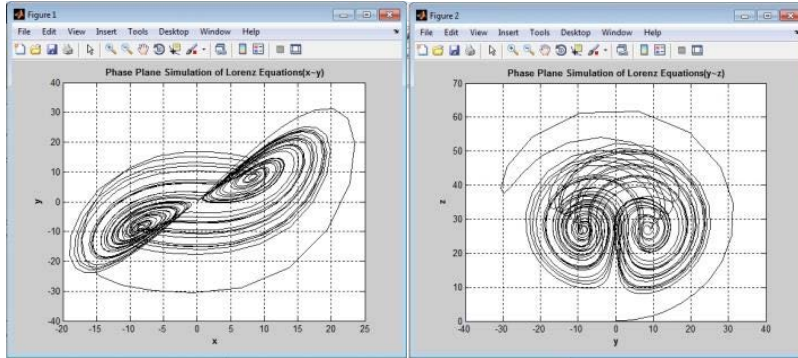 Figure 1
File Edit View Insert Tools Desktop Window Help
Phase Plane Simulation of Lorenz Equations(x~y)
40
30
20
10
0
-10
-20
-30
-40
y
-20 -15 -10 -5 0 5 10 15 20 25
x
Figure 2
File Edit View Insert Tools Desktop Window Help
Phase Plane Simulation of Lorenz Equations(y~z)
70
60
50
40
30
20
10
0
z
-40 -30 -20 -10 0 10 20 30 40
y